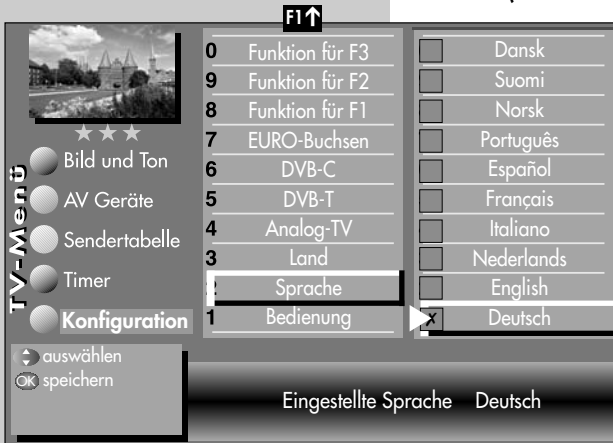 F1↑
TV-Menü
Bild und Ton
AV Geräte
Sendertabelle
Timer
Konfiguration
0 Funktion für F3
9 Funktion für F2
8 Funktion für F1
7 EURO-Buchsen
6 DVB-C
5 DVB-T
4 Analog-TV
3 Land
2 Sprache
1 Bedienung
Dansk
Suomi
Norsk
Português
Español
Français
Italiano
Nederlands
English
x Deutsch
auswählen
OK speichern
Eingestellte Sprache Deutsch